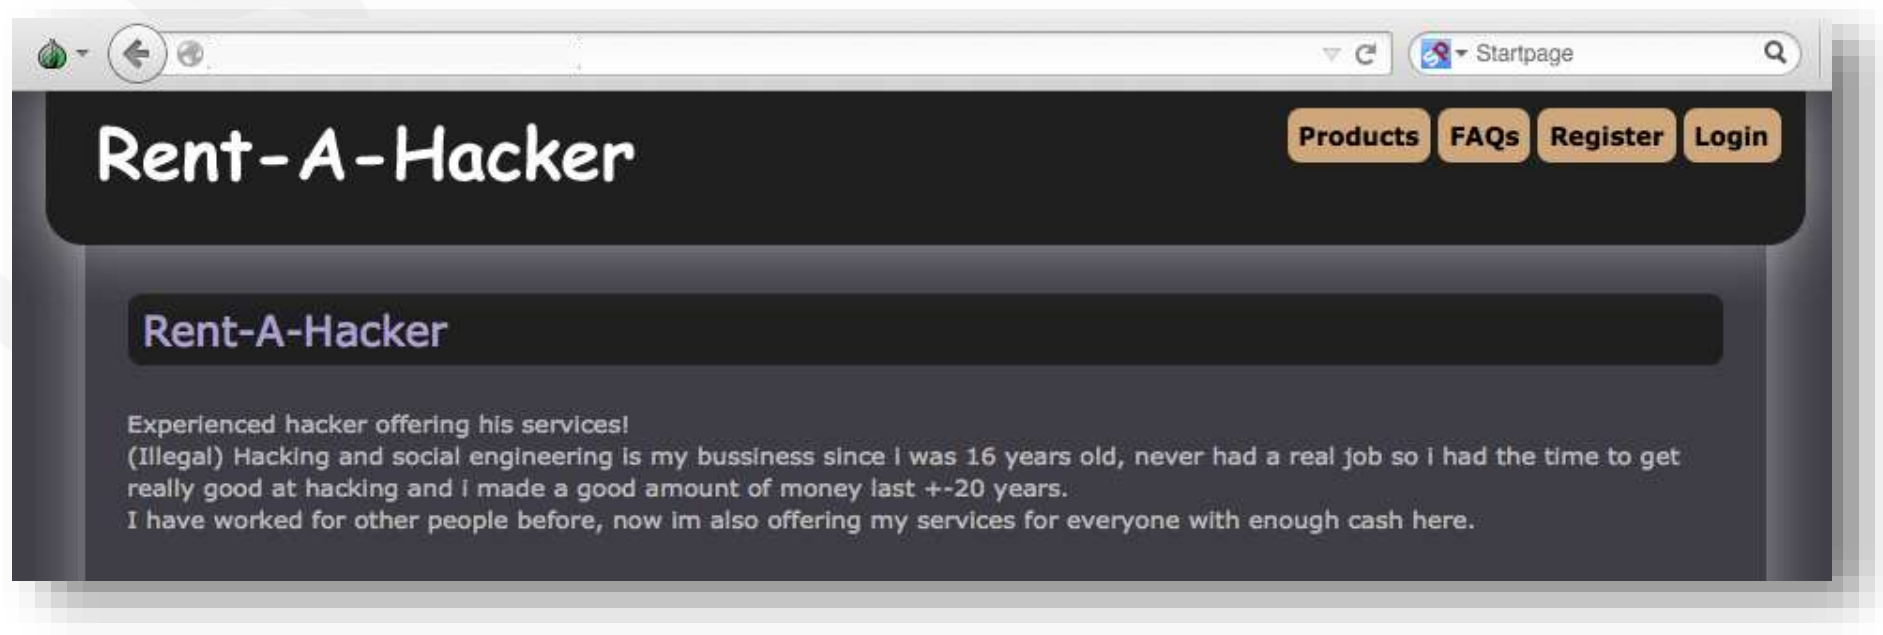 Startpage
Rent-A-Hacker
Products FAQs Register Login
Rent-A-Hacker
Experienced hacker offering his services!
(Illegal) Hacking and social engineering is my bussiness since i was 16 years old, never had a real job so i had the time to get
really good at hacking and i made a good amount of money last +-20 years.
I have worked for other people before, now im also offering my services for everyone with enough cash here.